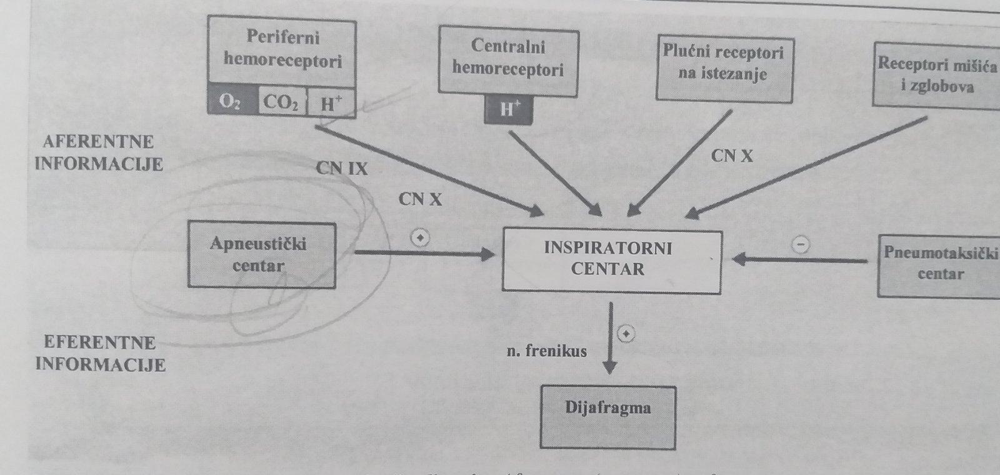 Periferni
hemoreceptori
O₂ CO₂ H⁺
Centralni
hemoreceptori
H⁺
Plućni receptori
na istezanje
Receptori mišića
i zglobova
AFERENTNE
INFORMACIJE
CN IX
CN X
CN X
Apneustički
centar
+
INSPIRATORNI
CENTAR
−
Pneumotaksički
centar
EFERENTNE
INFORMACIJE
n. frenikus
+
Dijafragma